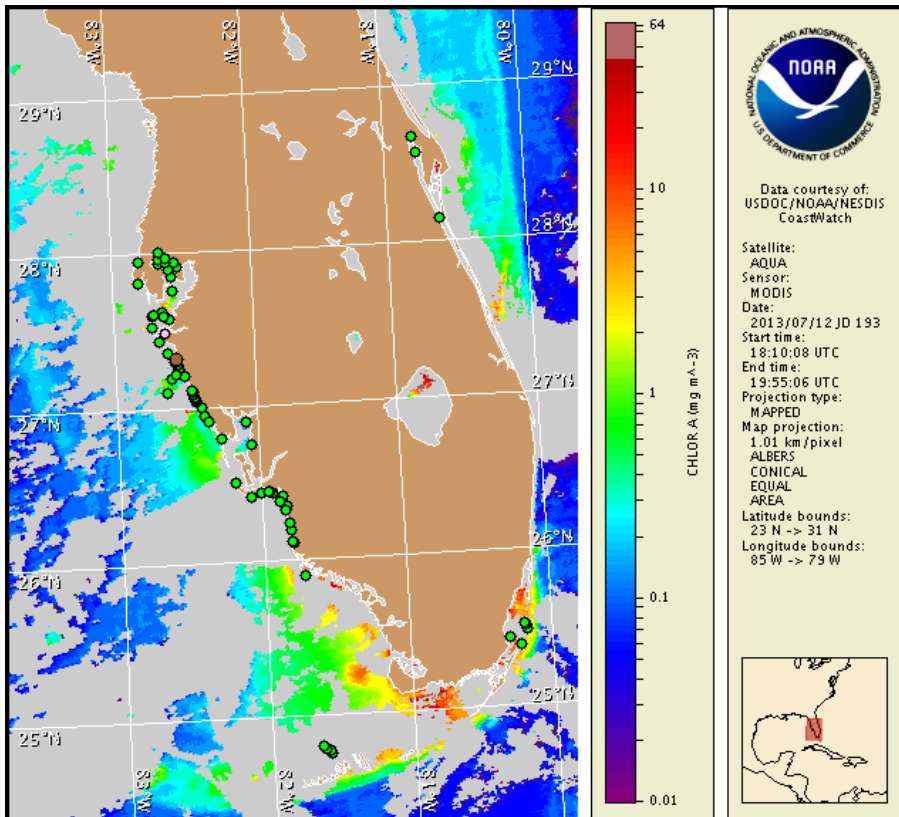 83°W
82°W
81°W
80°W
29°N
29°N
28°N
28°N
27°N
27°N
26°N
26°N
25°N
25°N
83°W
82°W
81°W
64
10
1
0.1
0.01
CHLOR A (mg m^-3)
NATIONAL OCEANIC AND ATMOSPHERIC ADMINISTRATION
NOAA
U.S. DEPARTMENT OF COMMERCE
Data courtesy of:
USDOC/NOAA/NESDIS
CoastWatch
Satellite:
AQUA
Sensor:
MODIS
Date:
2013/07/12 JD 193
Start time:
18:10:08 UTC
End time:
19:55:06 UTC
Projection type:
MAPPED
Map projection:
1.01 km/pixel
ALBERS
CONICAL
EQUAL
AREA
Latitude bounds:
23 N -> 31 N
Longitude bounds:
85 W -> 79 W